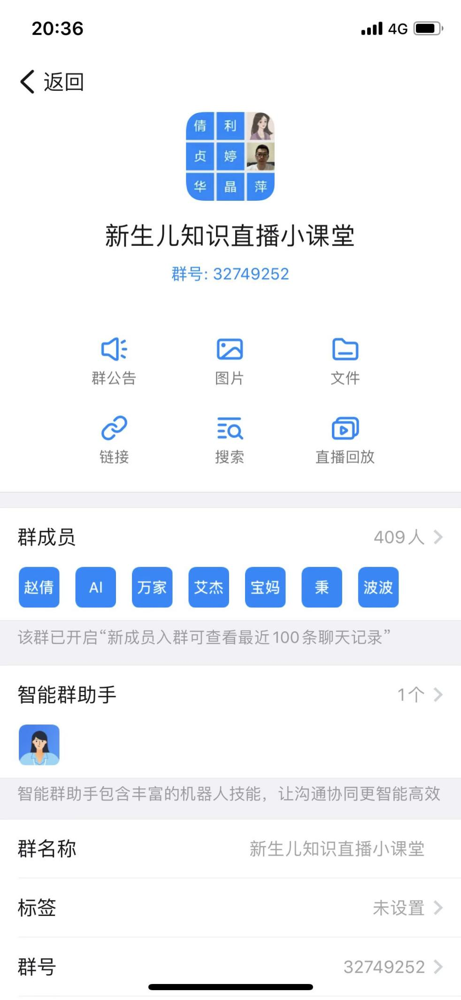 20:36 4G
返回
倩 利
贞 婷
华 晶 萍
新生儿知识直播小课堂
群号: 32749252
群公告 图片 文件
链接 搜索 直播回放
群成员 409人
赵倩 AI 万家 艾杰 宝妈 秉 波波
该群已开启“新成员入群可查看最近100条聊天记录”
智能群助手 1个
智能群助手包含丰富的机器人技能，让沟通协同更智能高效
群名称 新生儿知识直播小课堂
标签 未设置
群号 32749252